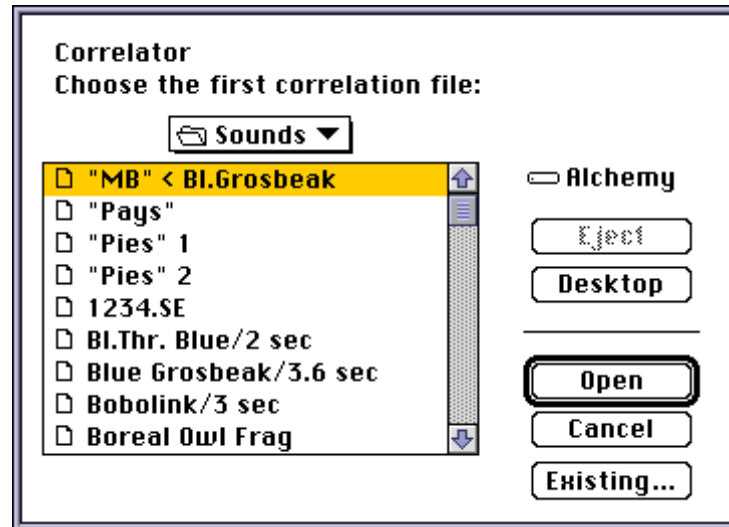 Correlator
Choose the first correlation file:
Sounds
"MB" < Bl.Grosbeak
"Pays"
"Pies" 1
"Pies" 2
1234.SE
Bl.Thr. Blue/2 sec
Blue Grosbeak/3.6 sec
Bobolink/3 sec
Boreal Owl Frag
Alchemy
Eject
Desktop
Open
Cancel
Existing...